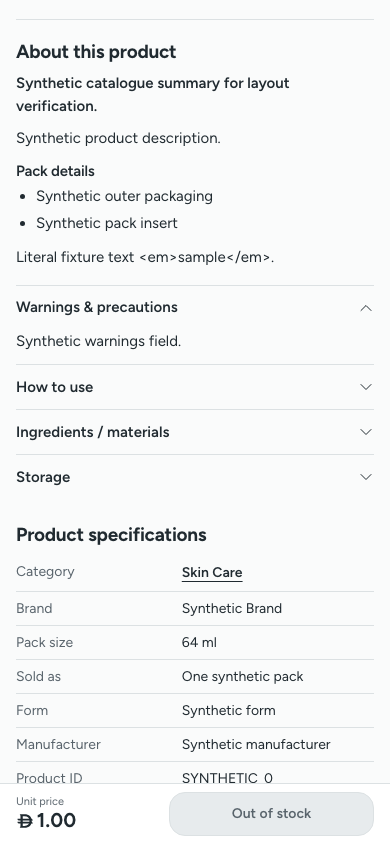 About this product
Synthetic catalogue summary for layout
verification.
Synthetic product description.
Pack details
• Synthetic outer packaging
• Synthetic pack insert
Literal fixture text <em>sample</em>.
Warnings & precautions
Synthetic warnings field.
How to use
Ingredients / materials
Storage
Product specifications
Category Skin Care
Brand Synthetic Brand
Pack size 64 ml
Sold as One synthetic pack
Form Synthetic form
Manufacturer Synthetic manufacturer
Product ID SYNTHETIC_0
Unit price
1.00
Out of stock